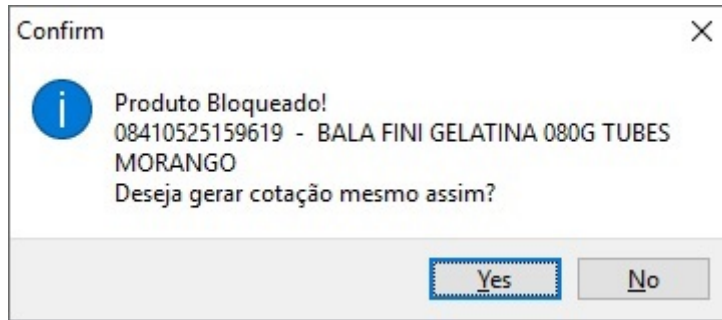 Confirm
Produto Bloqueado!
08410525159619 - BALA FINI GELATINA 080G TUBES
MORANGO
Deseja gerar cotação mesmo assim?
Yes No